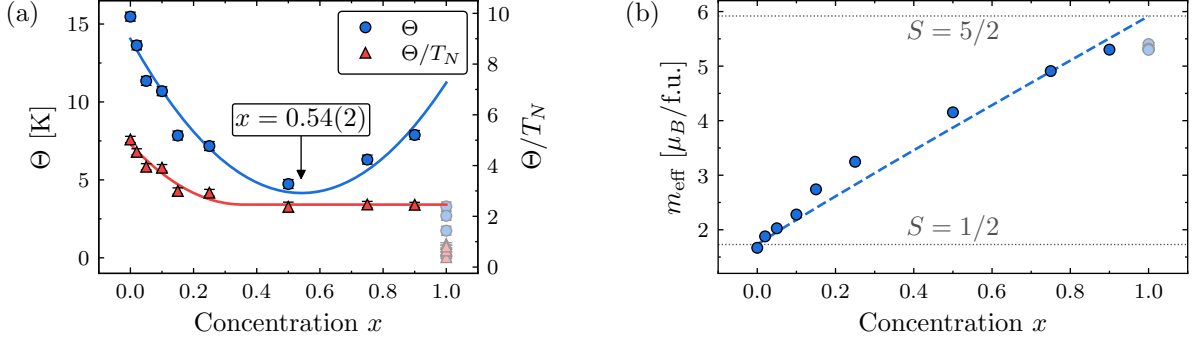 (a)
15
10
5
0
Θ [K]
0.0
0.2
0.4
0.6
0.8
1.0
Concentration x
Θ
Θ/T_N
x = 0.54(2)
10
8
6
4
2
0
Θ/T_N
(b)
6
5
4
3
2
m_eff [μ_B/f.u.]
S = 5/2
S = 1/2
0.0
0.2
0.4
0.6
0.8
1.0
Concentration x